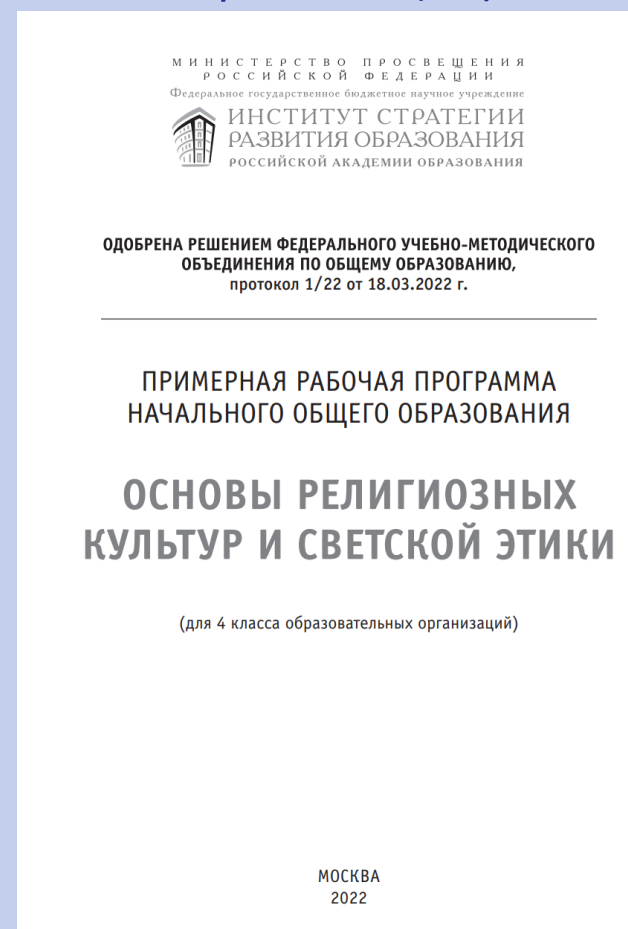 МИНИСТЕРСТВО ПРОСВЕЩЕНИЯ
РОССИЙСКОЙ ФЕДЕРАЦИИ
Федеральное государственное бюджетное научное учреждение
ИНСТИТУТ СТРАТЕГИИ
РАЗВИТИЯ ОБРАЗОВАНИЯ
РОССИЙСКОЙ АКАДЕМИИ ОБРАЗОВАНИЯ
ОДОБРЕНА РЕШЕНИЕМ ФЕДЕРАЛЬНОГО УЧЕБНО-МЕТОДИЧЕСКОГО
ОБЪЕДИНЕНИЯ ПО ОБЩЕМУ ОБРАЗОВАНИЮ,
протокол 1/22 от 18.03.2022 г.
ПРИМЕРНАЯ РАБОЧАЯ ПРОГРАММА
НАЧАЛЬНОГО ОБЩЕГО ОБРАЗОВАНИЯ
ОСНОВЫ РЕЛИГИОЗНЫХ
КУЛЬТУР И СВЕТСКОЙ ЭТИКИ
(для 4 класса образовательных организаций)
МОСКВА
2022